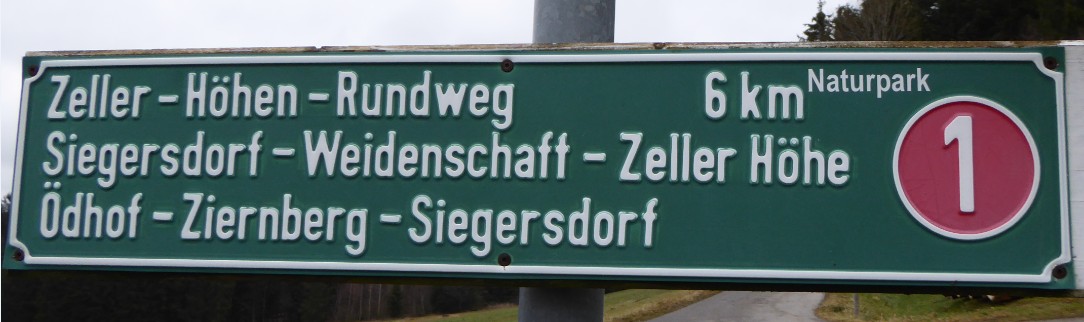 Zeller-Höhen-Rundweg 6 km Naturpark
Siegersdorf-Weidenschaft-Zeller Höhe
Ödhof-Ziernberg-Siegersdorf
1